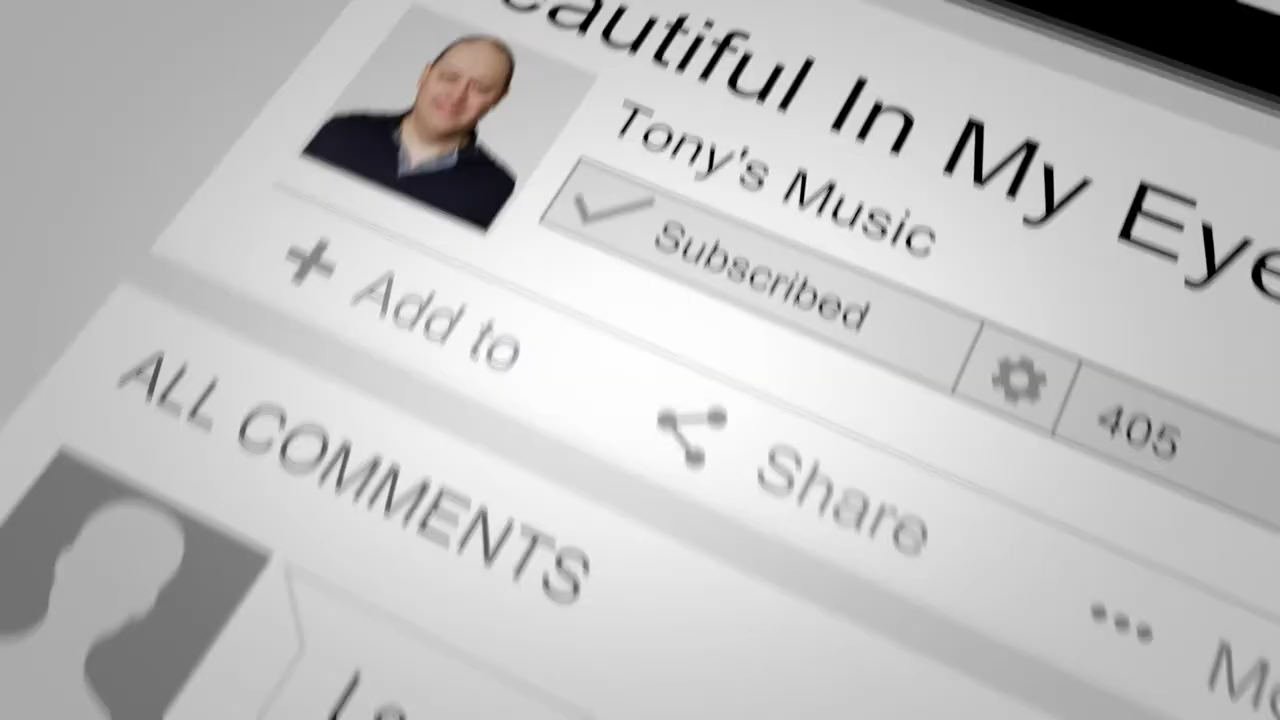 eautiful In My Eye
Tony's Music
Subscribed
405
Add to
Share
ALL COMMENTS